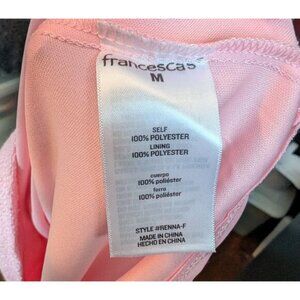 francesca's
M
SELF
100% POLYESTER
LINING
100% POLYESTER
cuerpo
100% poliéster
forro
100% poliéster
STYLE #RENNA-F
MADE IN CHINA
HECHO EN CHINA